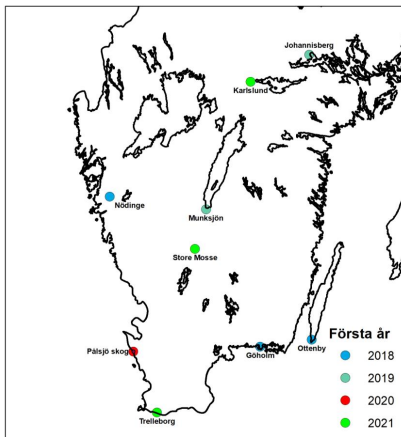 Johannisberg
Karlslund
Nödinge
Munksjön
Store Mosse
Första år
Pålsjö skog
Göholm
Ottenby
2018
2019
2020
2021
Trelleborg